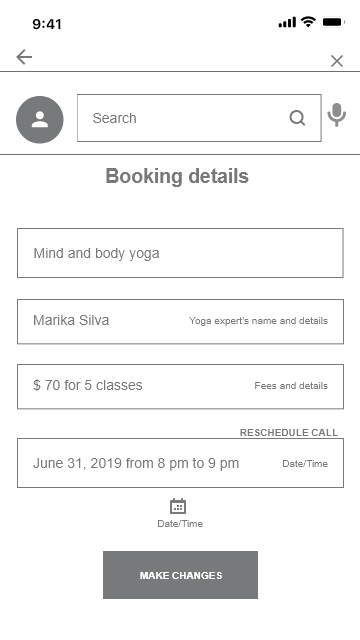 9:41
Search
Booking details
Mind and body yoga
Marika Silva
Yoga expert's name and details
$ 70 for 5 classes
Fees and details
RESCHEDULE CALL
June 31, 2019 from 8 pm to 9 pm
Date/Time
Date/Time
MAKE CHANGES